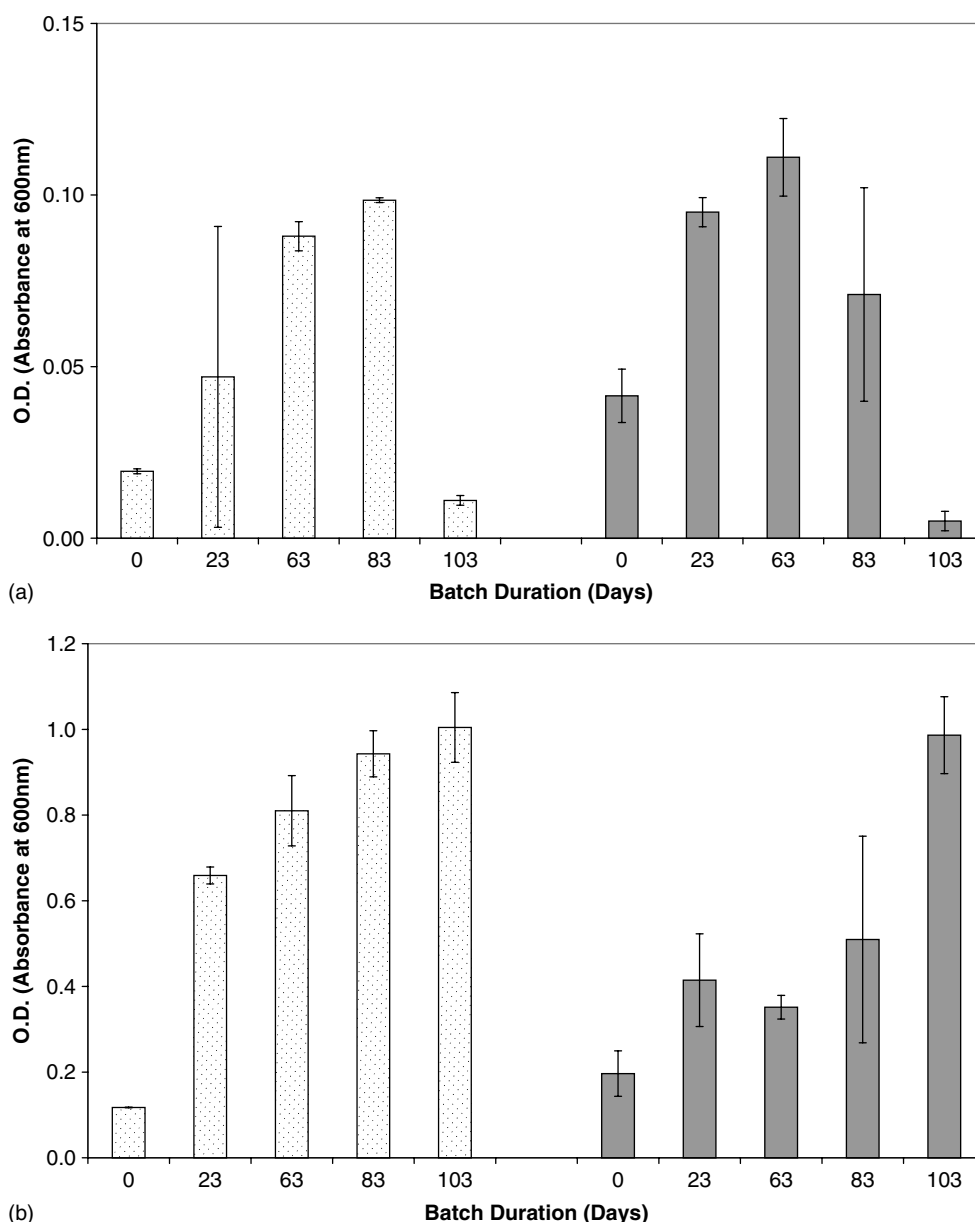 0.15
0.10
0.05
0.00
O.D. (Absorbance at 600nm)
0 23 63 83 103 0 23 63 83 103
(a) Batch Duration (Days)
1.2
1.0
0.8
0.6
0.4
0.2
0.0
O.D. (Absorbance at 600nm)
0 23 63 83 103 0 23 63 83 103
(b) Batch Duration (Days)